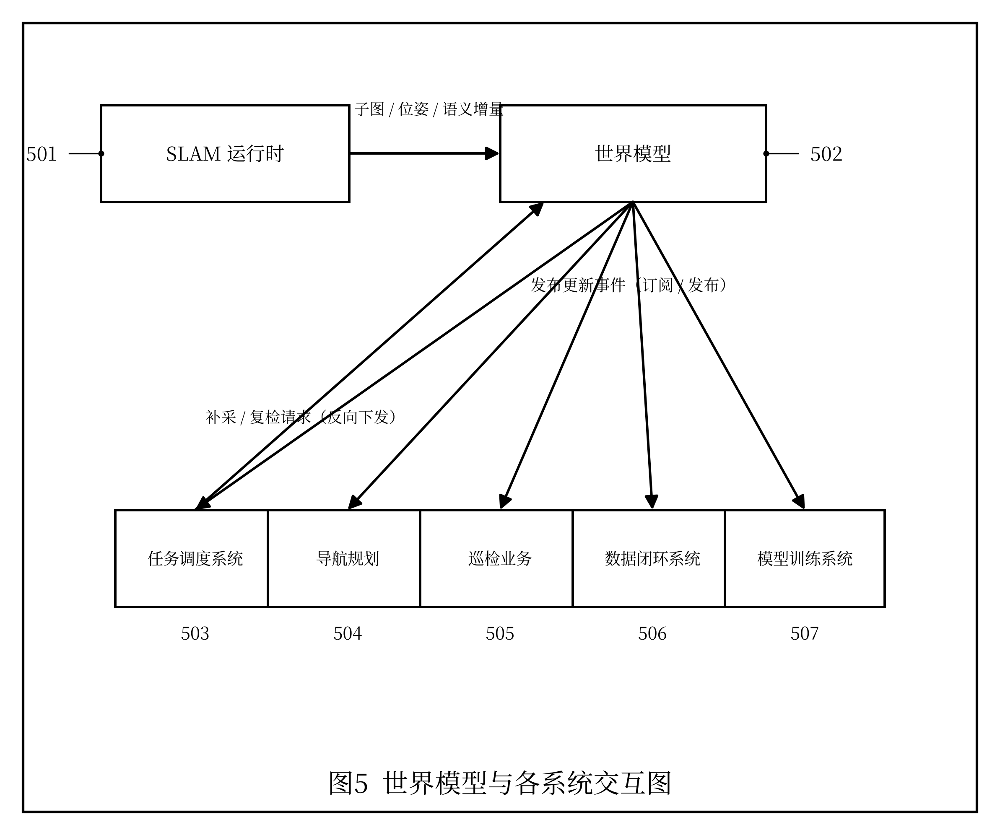 子图 / 位姿 / 语义增量
501
SLAM 运行时
世界模型
502
发布更新事件（订阅 / 发布）
补采 / 复检请求（反向下发）
任务调度系统
导航规划
巡检业务
数据闭环系统
模型训练系统
503
504
505
506
507
图5 世界模型与各系统交互图